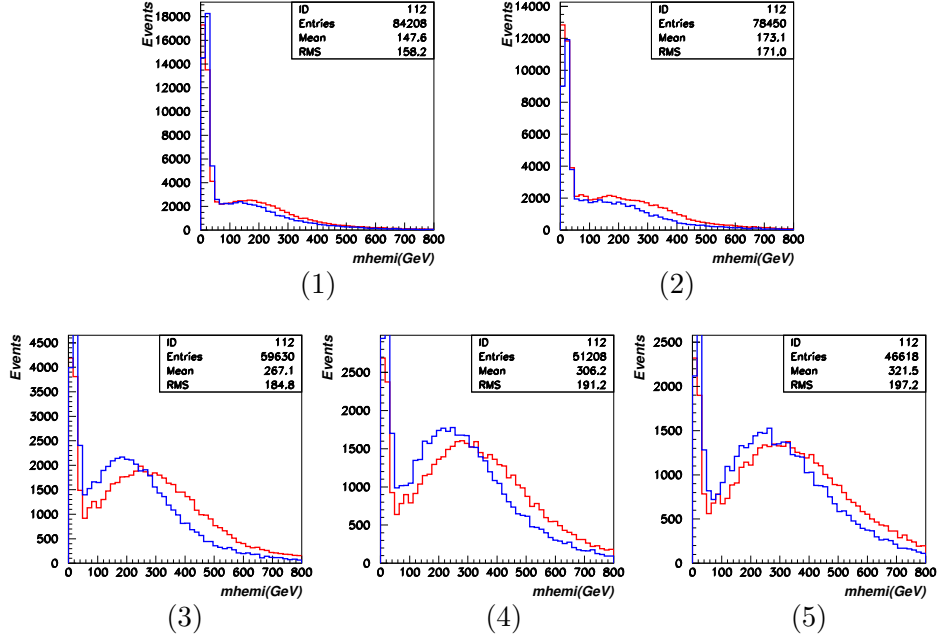 Events
ID 112
Entries 84208
Mean 147.6
RMS 158.2
18000
16000
14000
12000
10000
8000
6000
4000
2000
0
0 100 200 300 400 500 600 700 800
mhemi(GeV)
(1)
Events
ID 112
Entries 78450
Mean 173.1
RMS 171.0
14000
12000
10000
8000
6000
4000
2000
0
0 100 200 300 400 500 600 700 800
mhemi(GeV)
(2)
Events
ID 112
Entries 59630
Mean 267.1
RMS 184.8
4500
4000
3500
3000
2500
2000
1500
1000
500
0
0 100 200 300 400 500 600 700 800
mhemi(GeV)
(3)
Events
ID 112
Entries 51208
Mean 306.2
RMS 191.2
2500
2000
1500
1000
500
0
0 100 200 300 400 500 600 700 800
mhemi(GeV)
(4)
Events
ID 112
Entries 46618
Mean 321.5
RMS 197.2
2500
2000
1500
1000
500
0
0 100 200 300 400 500 600 700 800
mhemi(GeV)
(5)